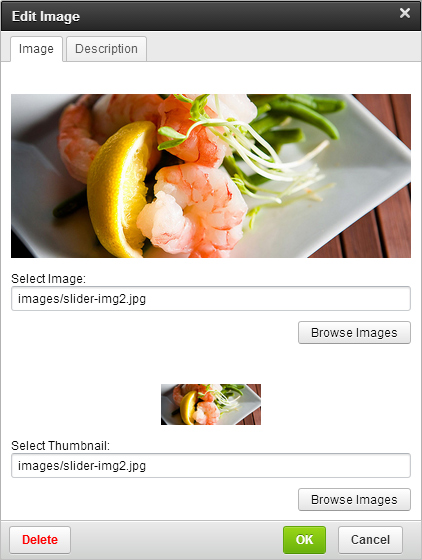 Edit Image
Image Description
Select Image:
images/slider-img2.jpg
Browse Images
Select Thumbnail:
images/slider-img2.jpg
Browse Images
Delete OK Cancel